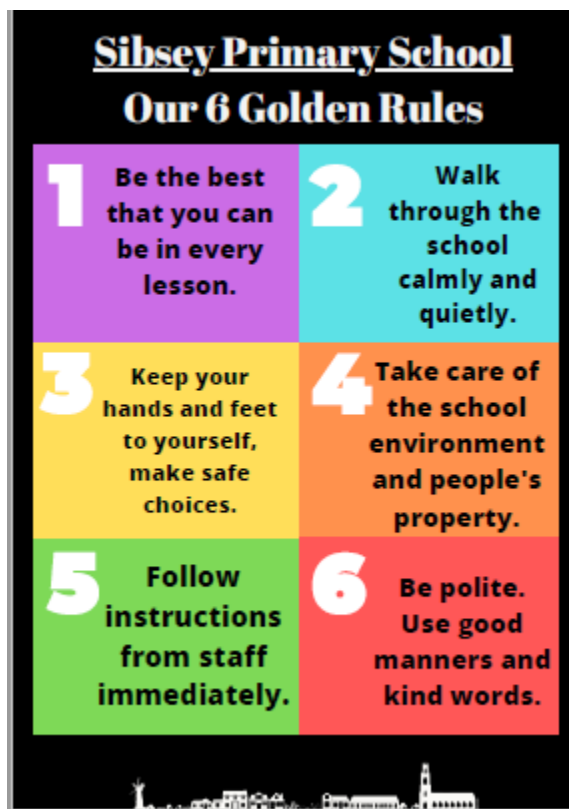 Sibsey Primary School
Our 6 Golden Rules
1
Be the best
that you can
be in every
lesson.
2
Walk
through the
school
calmly and
quietly.
3
Keep your
hands and feet
to yourself,
make safe
choices.
4
Take care of
the school
environment
and people's
property.
5
Follow
instructions
from staff
immediately.
6
Be polite.
Use good
manners and
kind words.